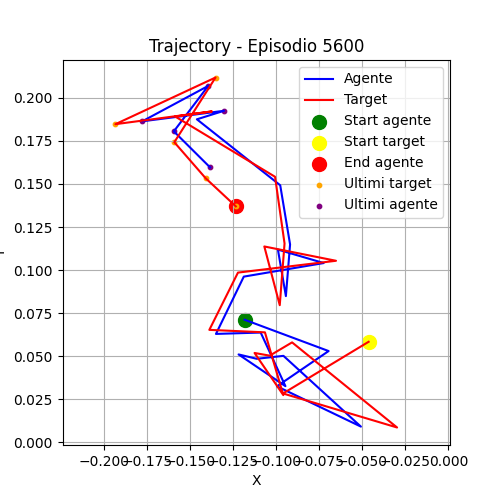 Trajectory - Episodio 5600
Agente
Target
Start agente
Start target
End agente
Ultimi target
Ultimi agente
0.200
0.175
0.150
0.125
0.100
0.075
0.050
0.025
0.000
−0.200−0.175−0.150−0.125−0.100−0.075−0.050−0.025 0.000
X